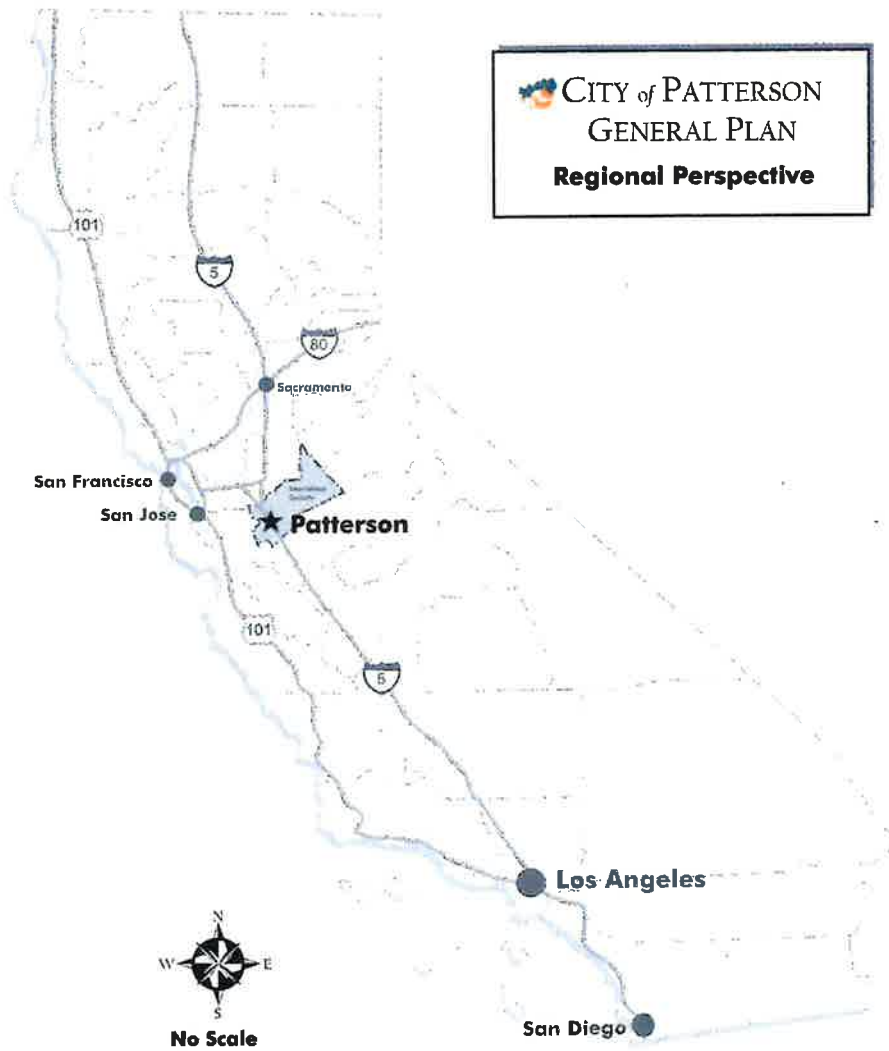 CITY of PATTERSON
GENERAL PLAN
Regional Perspective
101
5
80
Sacramento
San Francisco
San Jose
Patterson
101
5
Los Angeles
N
W E
S
No Scale
San Diego